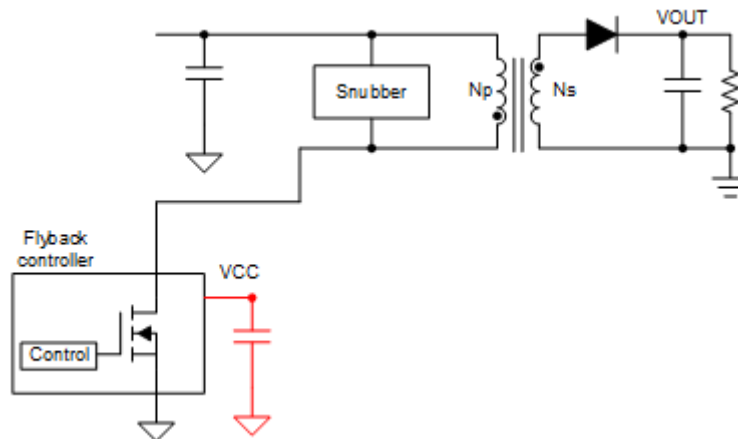 VOUT
Snubber
Np
Ns
Flyback
controller
VCC
Control